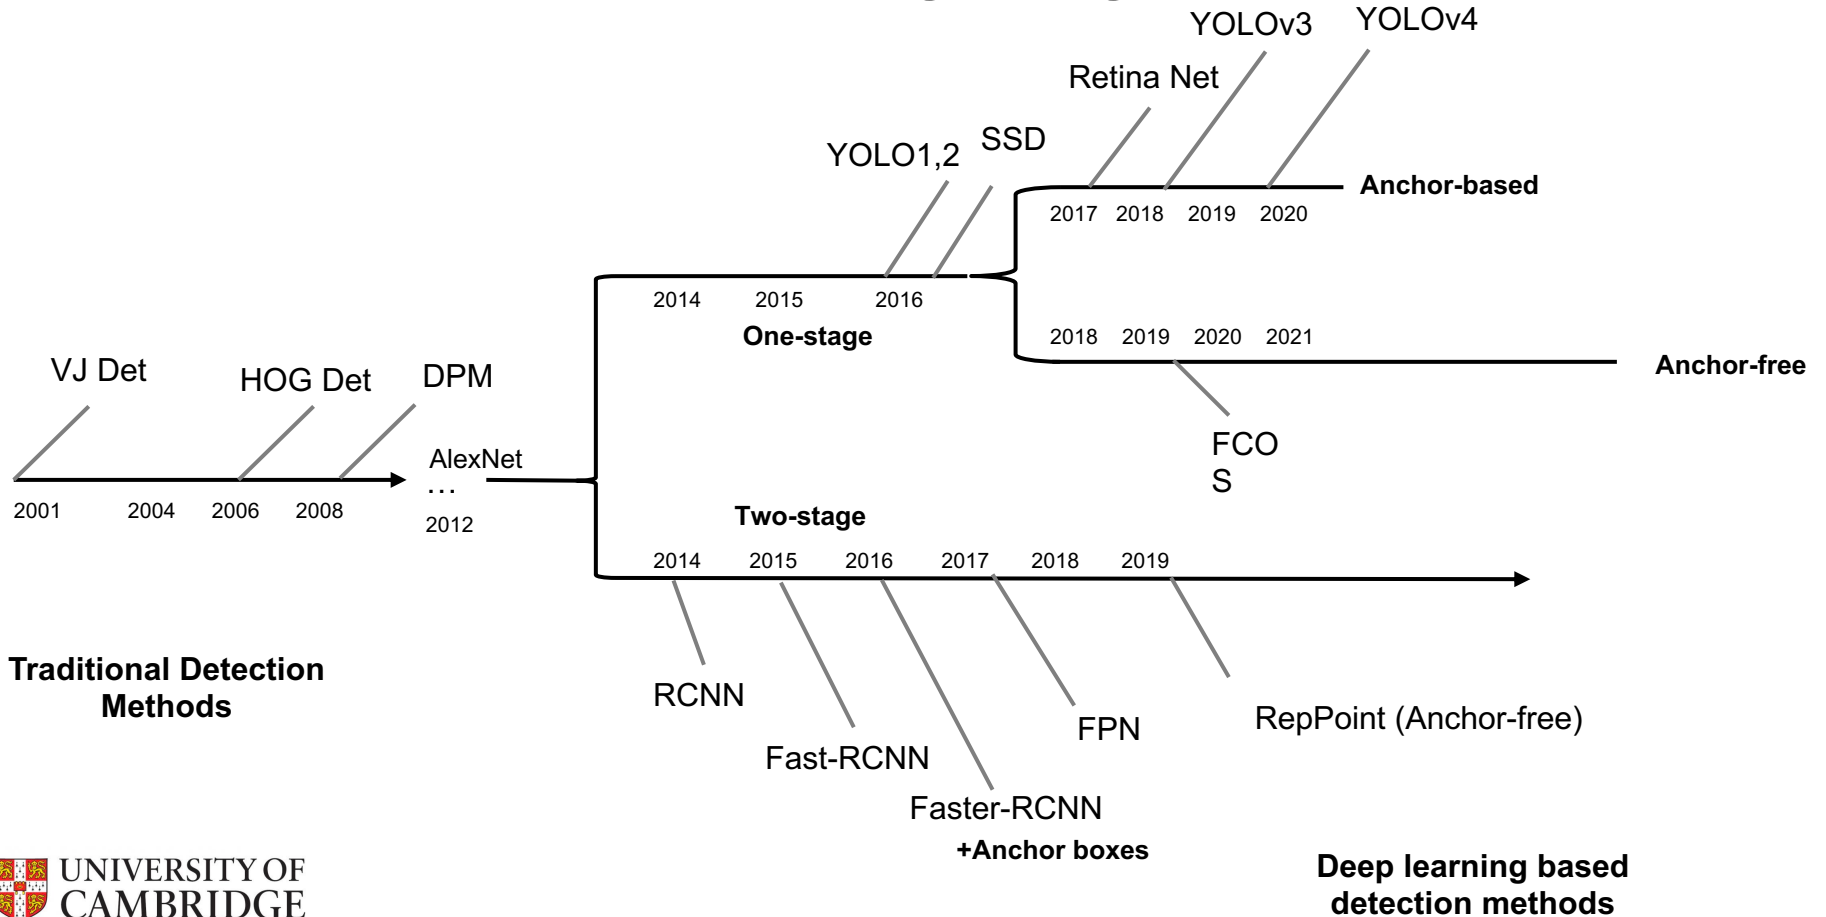 YOLOv3
YOLOv4
Retina Net
SSD
YOLO1,2
Anchor-based
2017 2018 2019 2020
2014 2015 2016
One-stage
2018 2019 2020 2021
Anchor-free
VJ Det
HOG Det
DPM
FCO
S
AlexNet
...
2001 2004 2006 2008
2012
Two-stage
2014 2015 2016 2017 2018 2019
Traditional Detection
Methods
RCNN
Fast-RCNN
Faster-RCNN
+Anchor boxes
FPN
RepPoint (Anchor-free)
Deep learning based
detection methods
UNIVERSITY OF
CAMBRIDGE